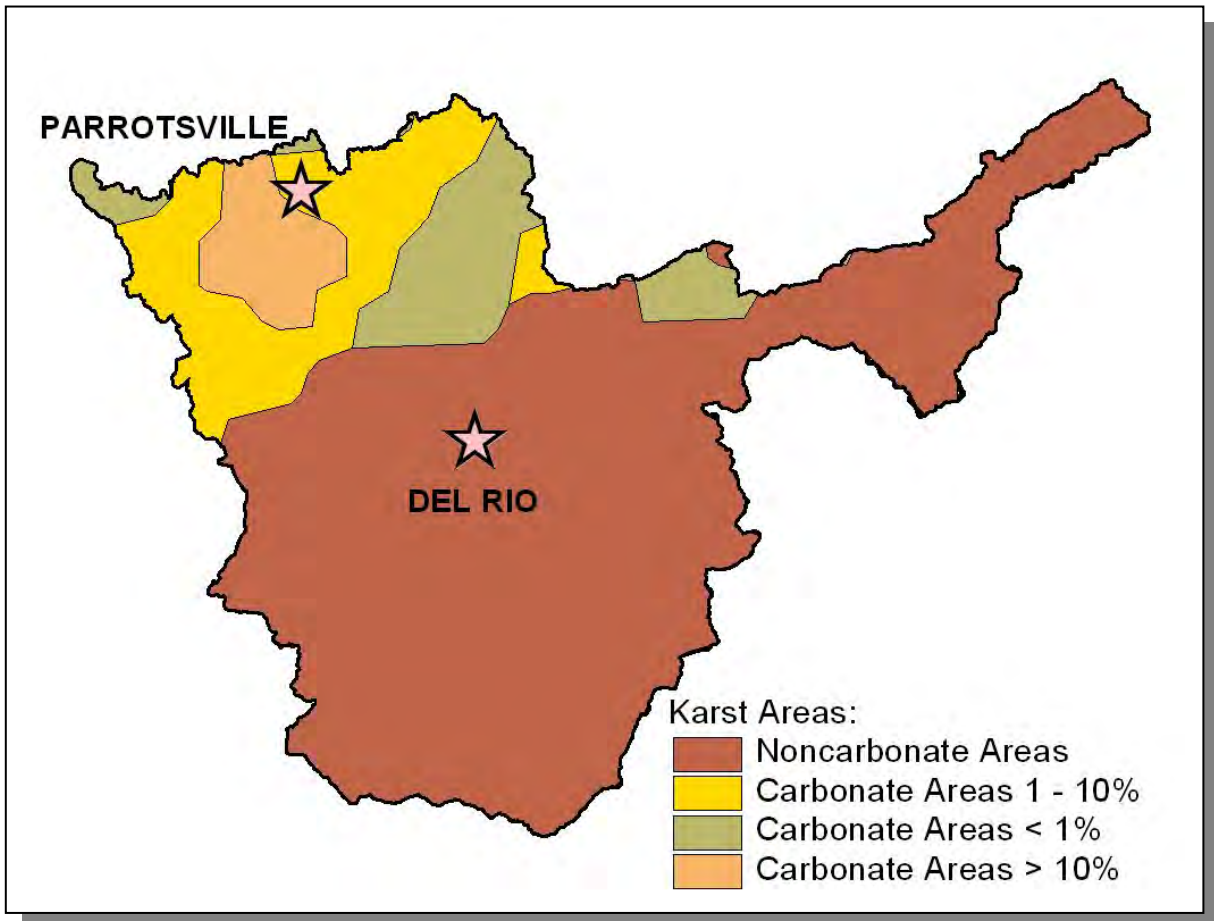 PARROTSVILLE
DEL RIO
Karst Areas:
Noncarbonate Areas
Carbonate Areas 1 - 10%
Carbonate Areas < 1%
Carbonate Areas > 10%